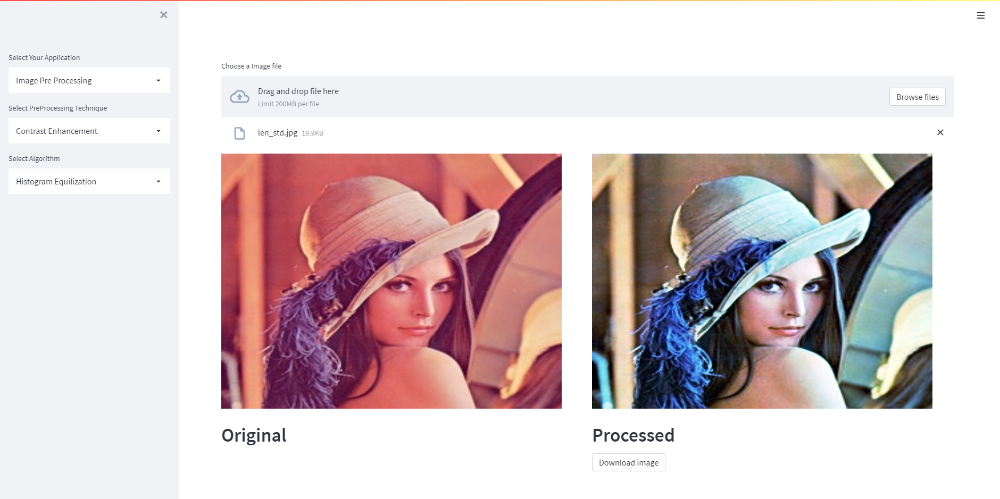 Select Your Application
Image Pre Processing
Select PreProcessing Technique
Contrast Enhancement
Select Algorithm
Histogram Equilization
Choose a Image file
Drag and drop file here
Limit 200MB per file
Browse files
len_std.jpg 19.9KB
Original
Processed
Download image